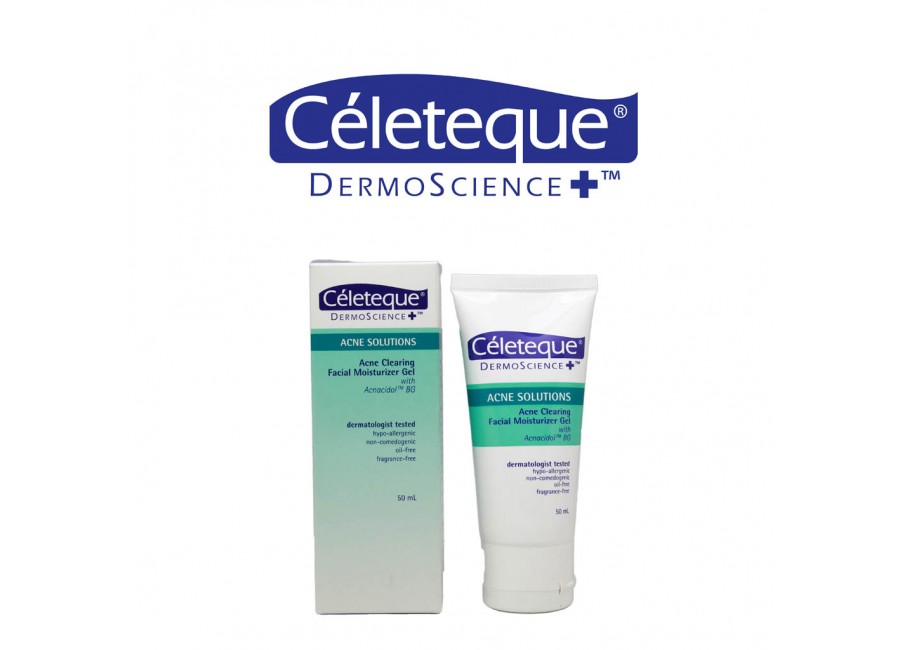 Céleteque®
DERMOSCIENCE+™
Céleteque®
DERMOSCIENCE+™
ACNE SOLUTIONS
Acne Clearing
Facial Moisturizer Gel
with
Acnacidol™ BG
dermatologist tested
hypo-allergenic
non-comedogenic
oil-free
fragrance-free
50 mL
Céleteque®
DERMOSCIENCE+™
ACNE SOLUTIONS
Acne Clearing
Facial Moisturizer Gel
with
Acnacidol™ BG
dermatologist tested
hypo-allergenic
non-comedogenic
oil-free
fragrance-free
50 mL